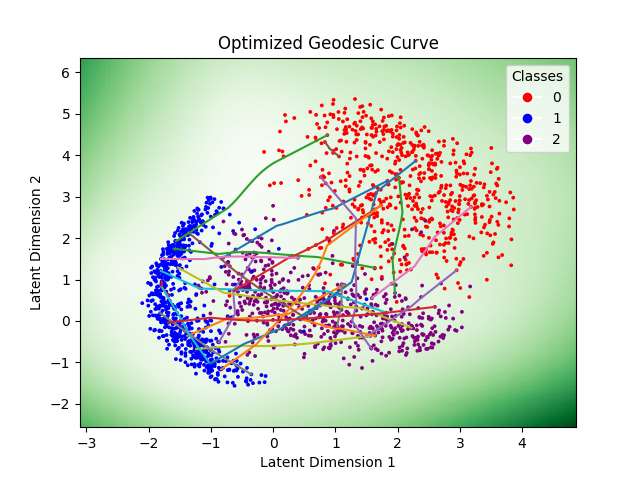 Optimized Geodesic Curve
Classes
0
1
2
Latent Dimension 2
6
5
4
3
2
1
0
−1
−2
−3 −2 −1 0 1 2 3 4
Latent Dimension 1